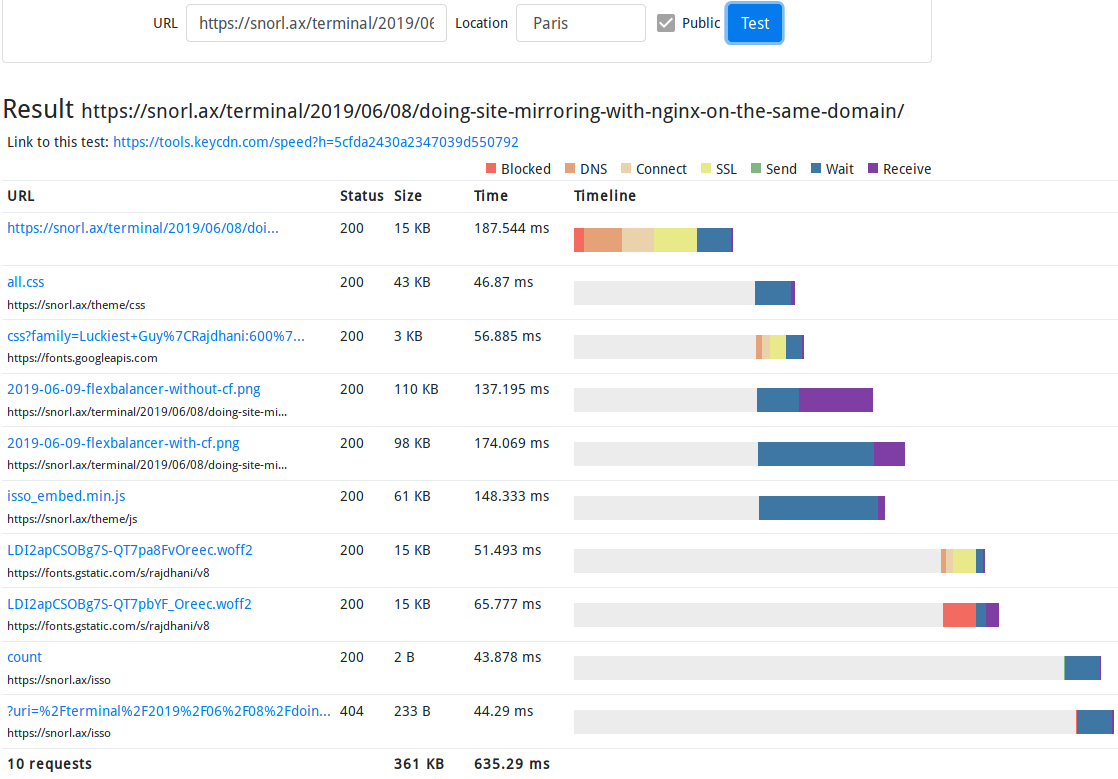 URL https://snorl.ax/terminal/2019/06 Location Paris Public Test
Result https://snorl.ax/terminal/2019/06/08/doing-site-mirroring-with-nginx-on-the-same-domain/
Link to this test: https://tools.keycdn.com/speed?h=5cfda2430a2347039d550792
Blocked DNS Connect SSL Send Wait Receive
URL Status Size Time Timeline
https://snorl.ax/terminal/2019/06/08/doi... 200 15 KB 187.544 ms
all.css 200 43 KB 46.87 ms
https://snorl.ax/theme/css
css?family=Luckiest+Guy%7CRajdhani:600%7... 200 3 KB 56.885 ms
https://fonts.googleapis.com
2019-06-09-flexbalancer-without-cf.png 200 110 KB 137.195 ms
https://snorl.ax/terminal/2019/06/08/doing-site-mi...
2019-06-09-flexbalancer-with-cf.png 200 98 KB 174.069 ms
https://snorl.ax/terminal/2019/06/08/doing-site-mi...
isso_embed.min.js 200 61 KB 148.333 ms
https://snorl.ax/theme/js
LDI2apCSOBg7S-QT7pa8FvOreec.woff2 200 15 KB 51.493 ms
https://fonts.gstatic.com/s/rajdhani/v8
LDI2apCSOBg7S-QT7pbYF_Oreec.woff2 200 15 KB 65.777 ms
https://fonts.gstatic.com/s/rajdhani/v8
count 200 2 B 43.878 ms
https://snorl.ax/isso
?uri=%2Fterminal%2F2019%2F06%2F08%2Fdoin... 404 233 B 44.29 ms
https://snorl.ax/isso
10 requests 361 KB 635.29 ms